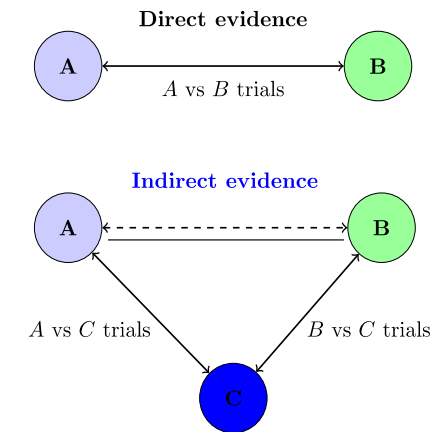 Direct evidence
A
B
A vs B trials
Indirect evidence
A
B
A vs C trials
B vs C trials
C